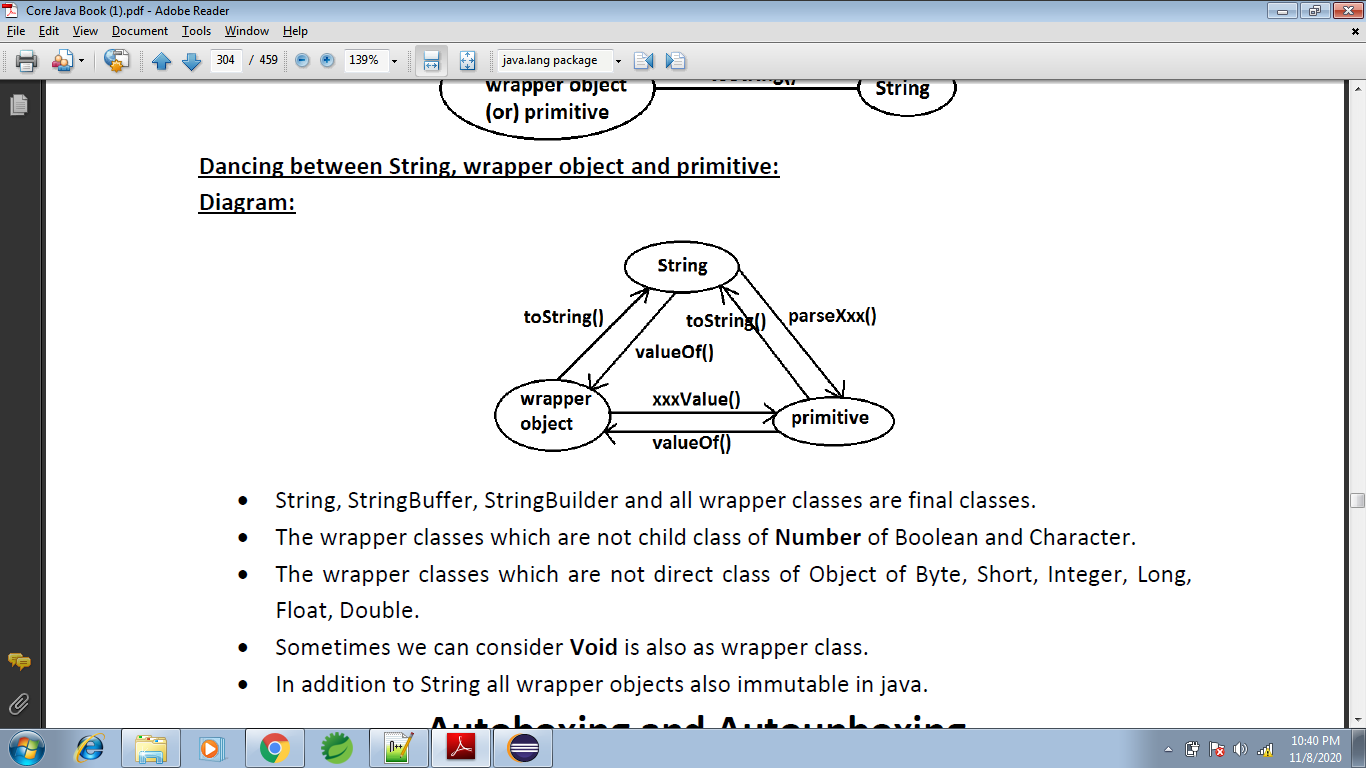 Core Java Book (1).pdf - Adobe Reader
File Edit View Document Tools Window Help
304 / 459 139% java.lang package
wrapper object
(or) primitive
String
Dancing between String, wrapper object and primitive:
Diagram:
String
toString()
toString()
parseXxx()
valueOf()
wrapper
object
xxxValue()
primitive
valueOf()
• String, StringBuffer, StringBuilder and all wrapper classes are final classes.
• The wrapper classes which are not child class of Number of Boolean and Character.
• The wrapper classes which are not direct class of Object of Byte, Short, Integer, Long,
Float, Double.
• Sometimes we can consider Void is also as wrapper class.
• In addition to String all wrapper objects also immutable in java.
Autoboxing and Autounboxing
10:40 PM
11/8/2020